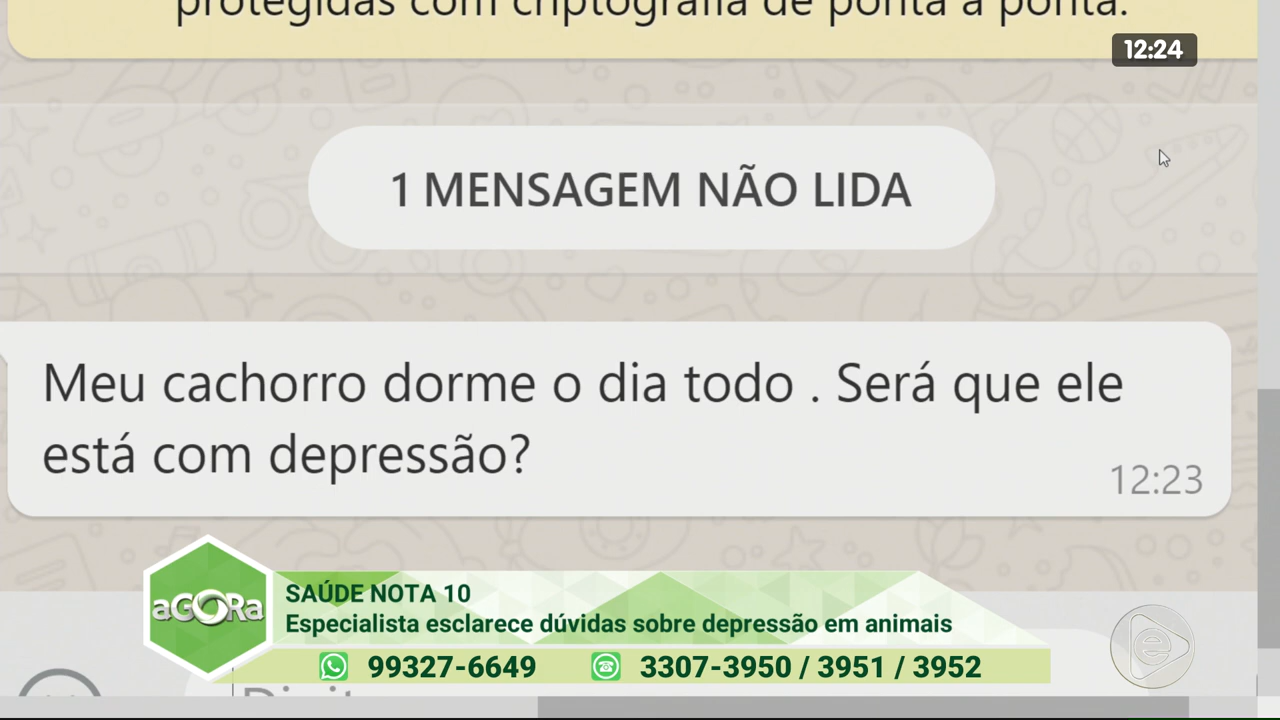 protegidas com criptografia de ponta a ponta.
12:24
1 MENSAGEM NÃO LIDA
Meu cachorro dorme o dia todo . Será que ele
está com depressão?
12:23
aGORa
SAÚDE NOTA 10
Especialista esclarece dúvidas sobre depressão em animais
99327-6649 3307-3950 / 3951 / 3952
e